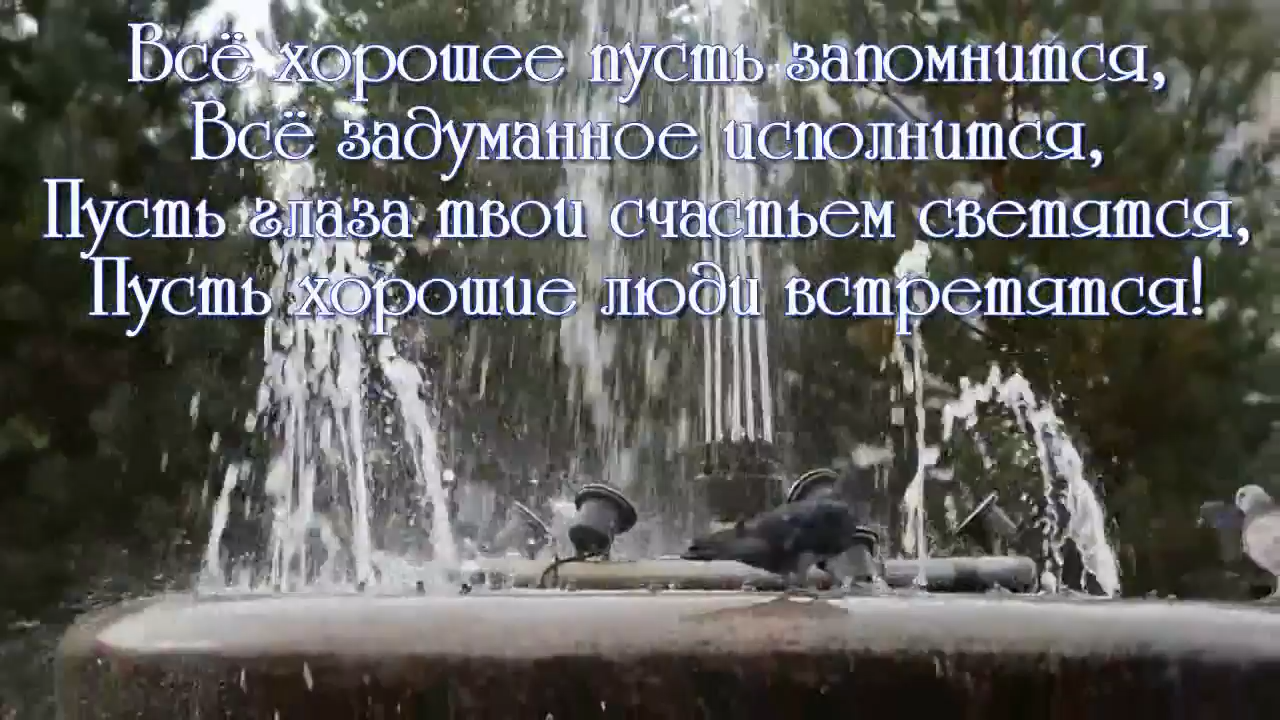 Всё хорошее пусть запомнится,
Всё задуманное исполнится,
Пусть глаза твои счастьем светятся,
Пусть хорошие люди встретятся!